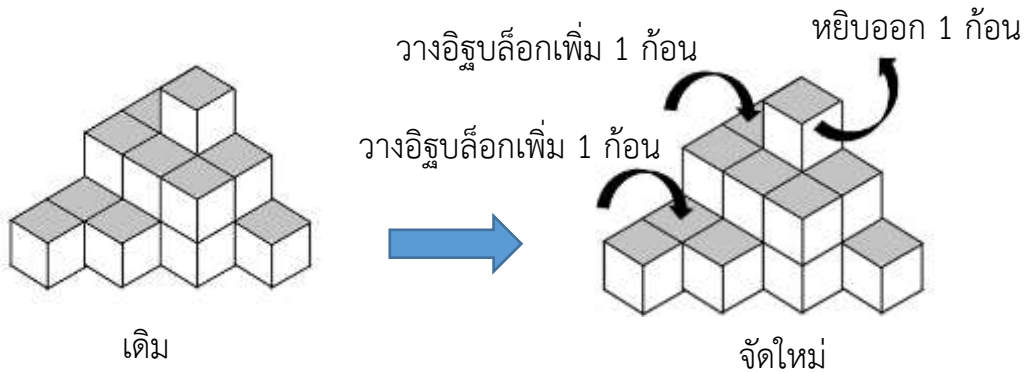 หยิบออก 1 ก้อน
วางอิฐบล็อกเพิ่ม 1 ก้อน
วางอิฐบล็อกเพิ่ม 1 ก้อน
เดิม
จัดใหม่